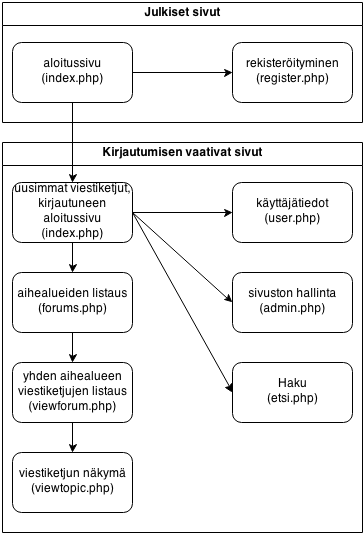 Julkiset sivut
aloitussivu
(index.php)
rekisteröityminen
(register.php)
Kirjautumisen vaativat sivut
uusimmat viestiketjut,
kirjautuneen
aloitussivu
(index.php)
käyttäjätiedot
(user.php)
aihealueiden listaus
(forums.php)
sivuston hallinta
(admin.php)
yhden aihealueen
viestiketjujen listaus
(viewforum.php)
Haku
(etsi.php)
viestiketjun näkymä
(viewtopic.php)